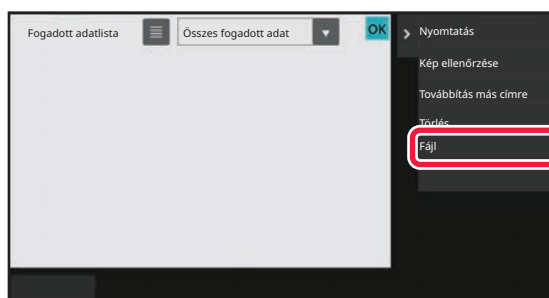 Fogadott adatlista
Összes fogadott adat
OK
Nyomtatás
Kép ellenőrzése
Továbbítás más címre
Törlés
Fájl